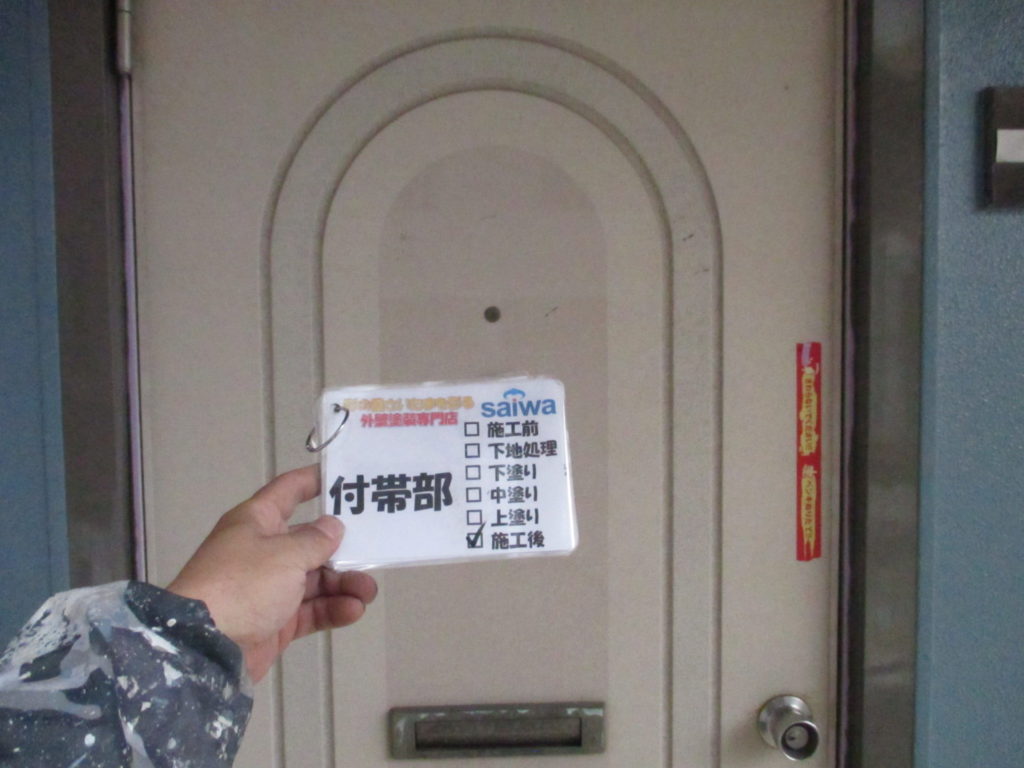 saiwa
外壁塗装専門店
付帯部
施工前
下地処理
下塗り
中塗り
上塗り
施工後